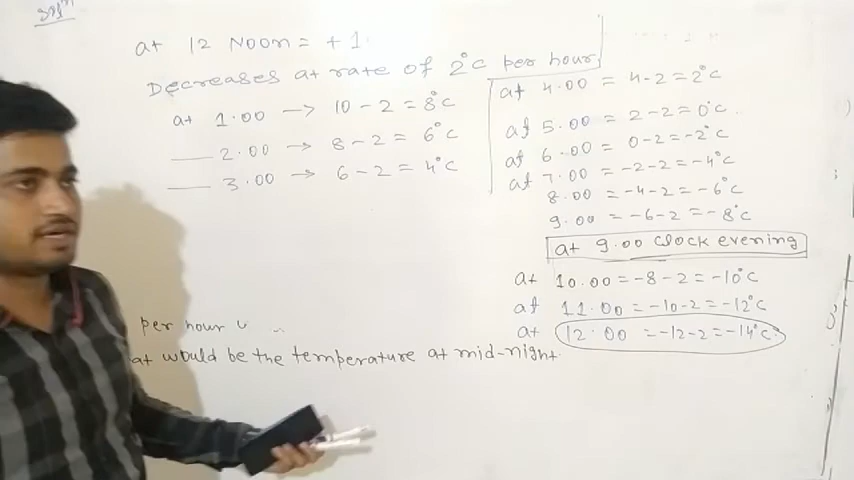 at 12 Noon = +1
Decreases at rate of 2°C per hour
at 1.00 → 10 - 2 = 8°C
2.00 → 8 - 2 = 6°C
3.00 → 6 - 2 = 4°C
at 4.00 = 4-2 = 2°C
at 5.00 = 2-2 = 0°C
at 6.00 = 0-2 = -2°C
at 7.00 = -2-2 = -4°C
8.00 = -4-2 = -6°C
9.00 = -6-2 = -8°C
at 9.00 clock evening
at 10.00 = -8-2 = -10°C
at 11.00 = -10-2 = -12°C
at 12.00 = -12-2 = -14°C
per hour u
at would be the temperature at mid-night.